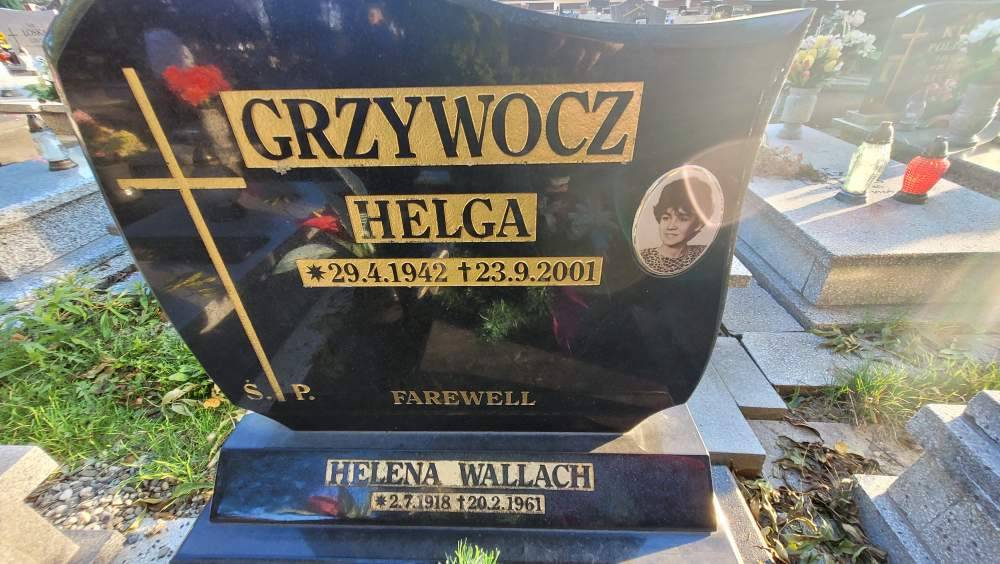 GRZYWOCZ
HELGA
*29.4.1942 †23.9.2001
Ś. P.
FAREWELL
HELENA WALLACH
*2.7.1918 †20.2.1961